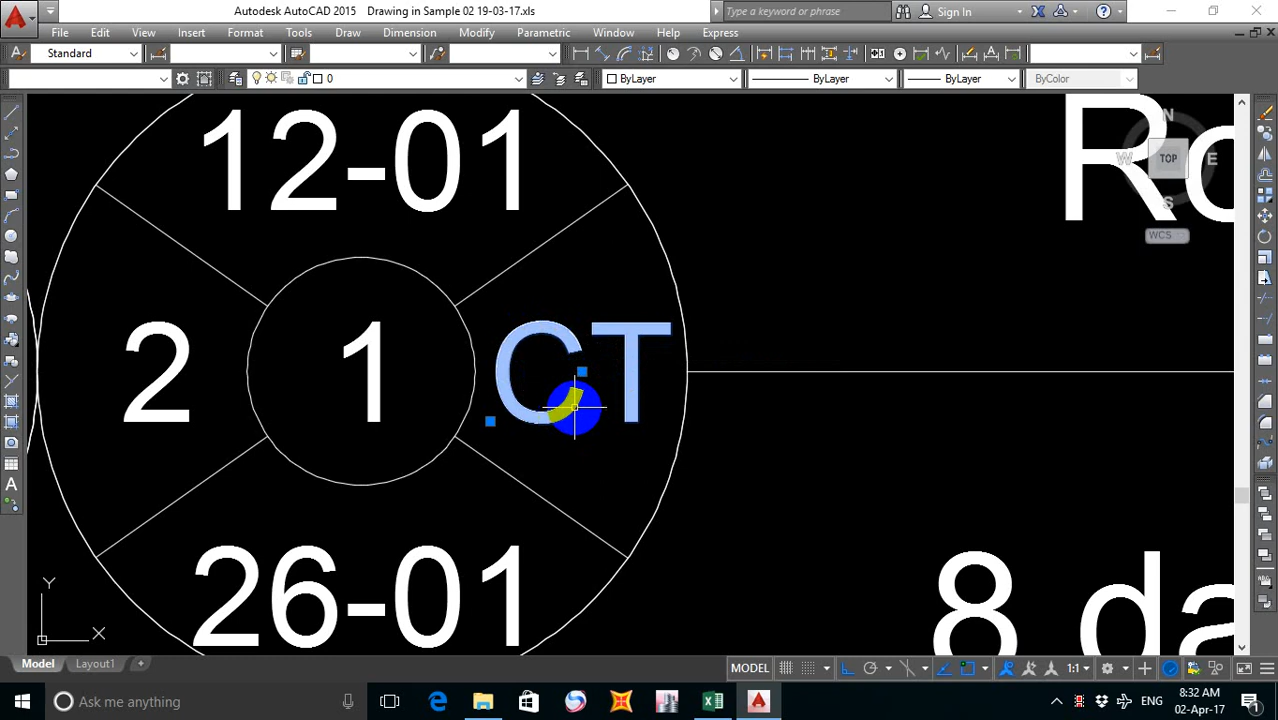 Autodesk AutoCAD 2015 Drawing in Sample 02 19-03-17.xls
Type a keyword or phrase
Sign In
File Edit View Insert Format Tools Draw Dimension Modify Parametric Window Help Express
Standard
0
ByLayer
ByLayer
ByLayer
ByColor
12-01
N
W
TOP
E
S
WCS
2
1
.CT
26-01
8 da
Y
X
Model
Layout1
MODEL
1:1
Ask me anything
ENG
8:32 AM
02-Apr-17
1